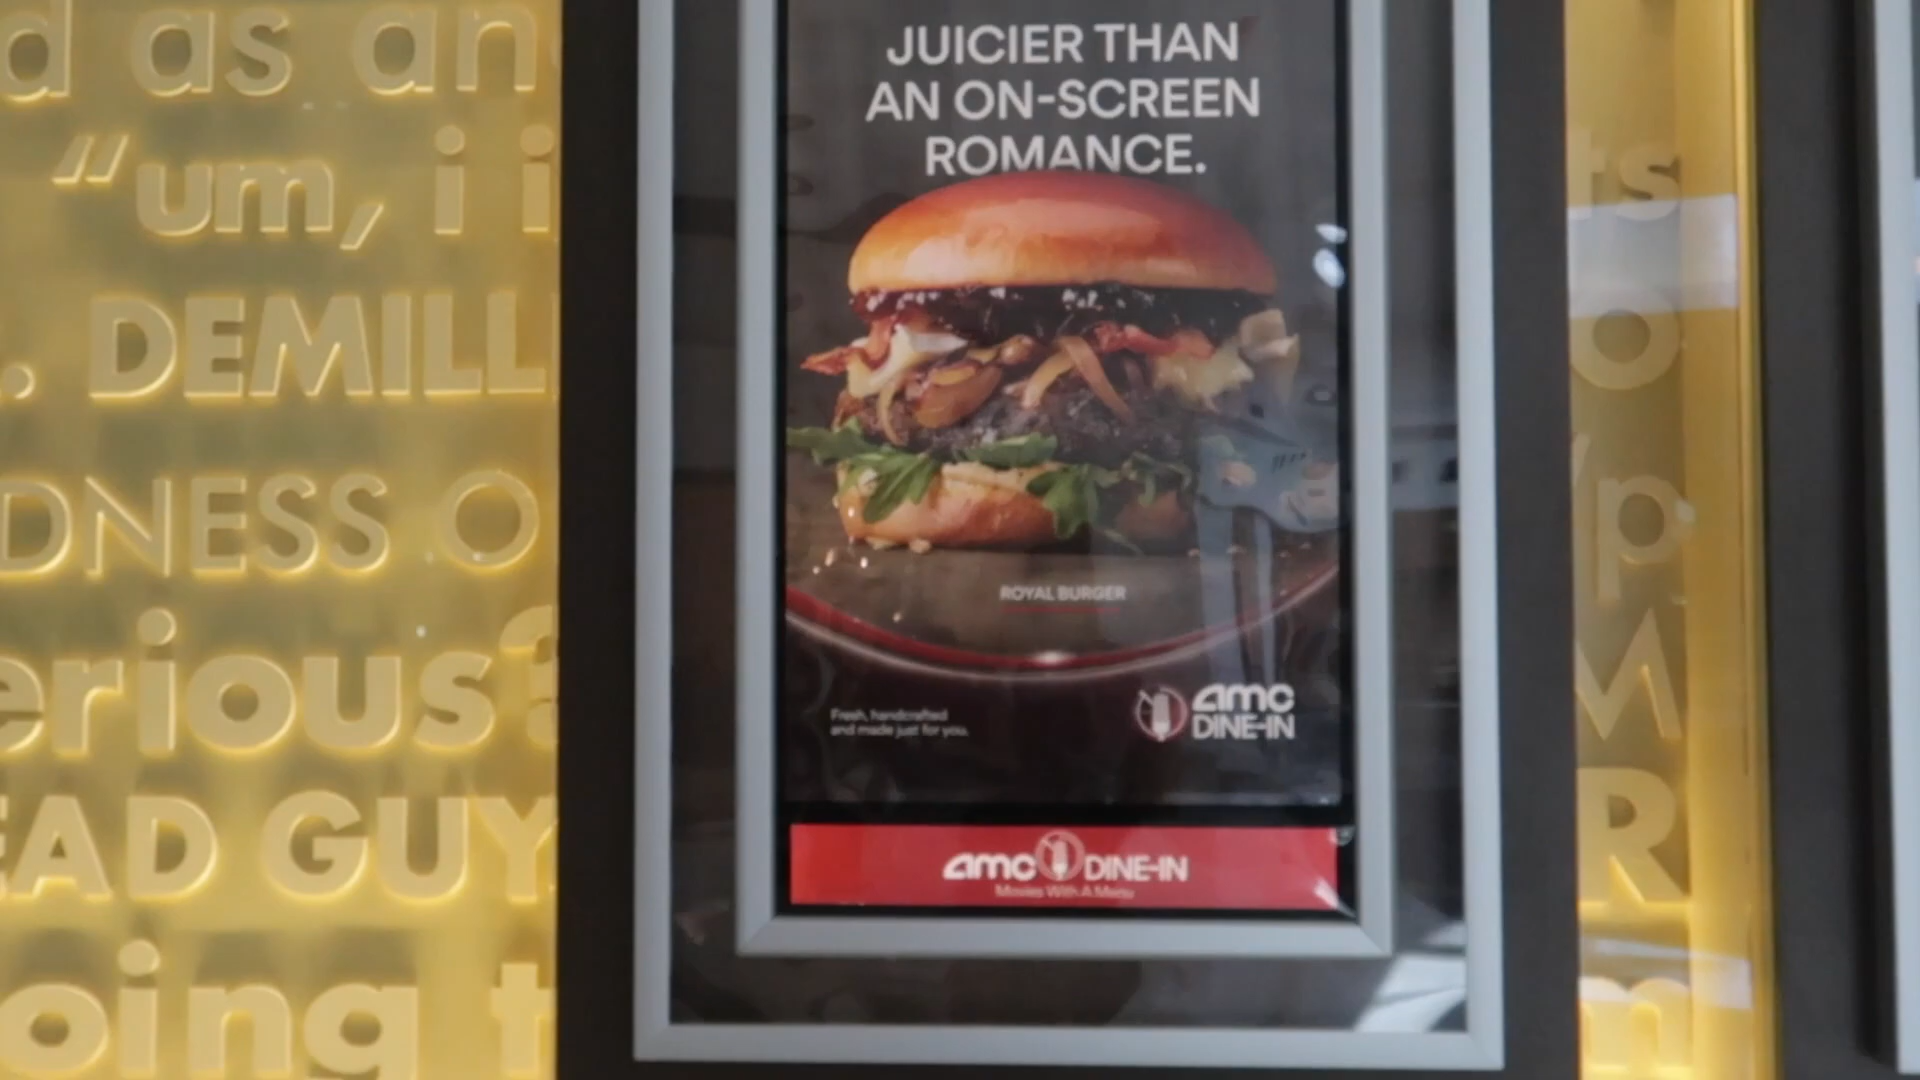 d as an
"um, i i
. DEMILL
DNESS O
erious?
EAD GUY
oing t
JUICIER THAN
AN ON-SCREEN
ROMANCE.
ROYAL BURGER
Fresh, handcrafted
and made just for you.
amc
DINE-IN
amc DINE-IN
Movies With A Menu
ts
o
p
M
R
m